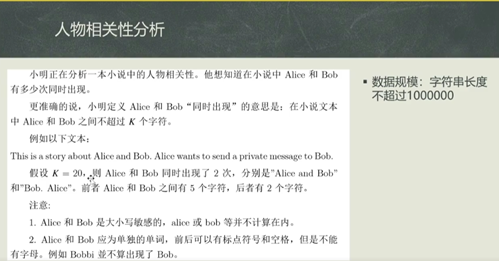 人物相关性分析
小明正在分析一本小说中的人物相关性。他想知道在小说中 Alice 和 Bob
有多少次同时出现。
更准确的说，小明定义 Alice 和 Bob“同时出现”的意思是：在小说文本
中 Alice 和 Bob 之间不超过 K 个字符。
例如以下文本：
This is a story about Alice and Bob. Alice wants to send a private message to Bob.
假设 K = 20，则 Alice 和 Bob 同时出现了 2 次，分别是"Alice and Bob"
和"Bob. Alice"。前者 Alice 和 Bob 之间有 5 个字符，后者有 2 个字符。
注意:
1. Alice 和 Bob 是大小写敏感的，alice 或 bob 等并不计算在内。
2. Alice 和 Bob 应为单独的单词，前后可以有标点符号和空格，但是不能
有字母。例如 Bobbi 並不算出现了 Bob。
▪ 数据规模：字符串长度
不超过1000000